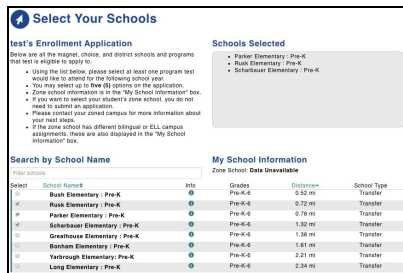 Select Your Schools
test's Enrollment Application
Below are all the magnet, choice, and district schools and programs
that test is eligible to apply to.
• Using the list below, please select at least one program test
would like to attend for the following school year.
• You may select up to five (5) options on the application.
• Zone school information is in the "My School Information" box.
• If you want to select your student's zone school, you do not
need to submit an application.
• Please contact your zoned campus for more information about
your next steps.
• If the zone school has different bilingual or ELL campus
assignments, these are also displayed in the "My School
Information" box.
Schools Selected
• Parker Elementary : Pre-K
• Rusk Elementary : Pre-K
• Scharbauer Elementary : Pre-K
Search by School Name
Filter schools
My School Information
Zone School: Data Unavailable
Select School Name Info Grades Distance School Type
Bush Elementary : Pre-K Pre-K-6 0.52 mi Transfer
Rusk Elementary : Pre-K Pre-K-6 0.72 mi Transfer
Parker Elementary : Pre-K Pre-K-6 0.78 mi Transfer
Scharbauer Elementary : Pre-K Pre-K-6 1.32 mi Transfer
Greathouse Elementary : Pre-K Pre-K-6 1.38 mi Transfer
Bonham Elementary : Pre-K Pre-K-6 1.61 mi Transfer
Yarbrough Elementary : Pre-K Pre-K-6 2.21 mi Transfer
Long Elementary : Pre-K Pre-K-6 2.34 mi Transfer